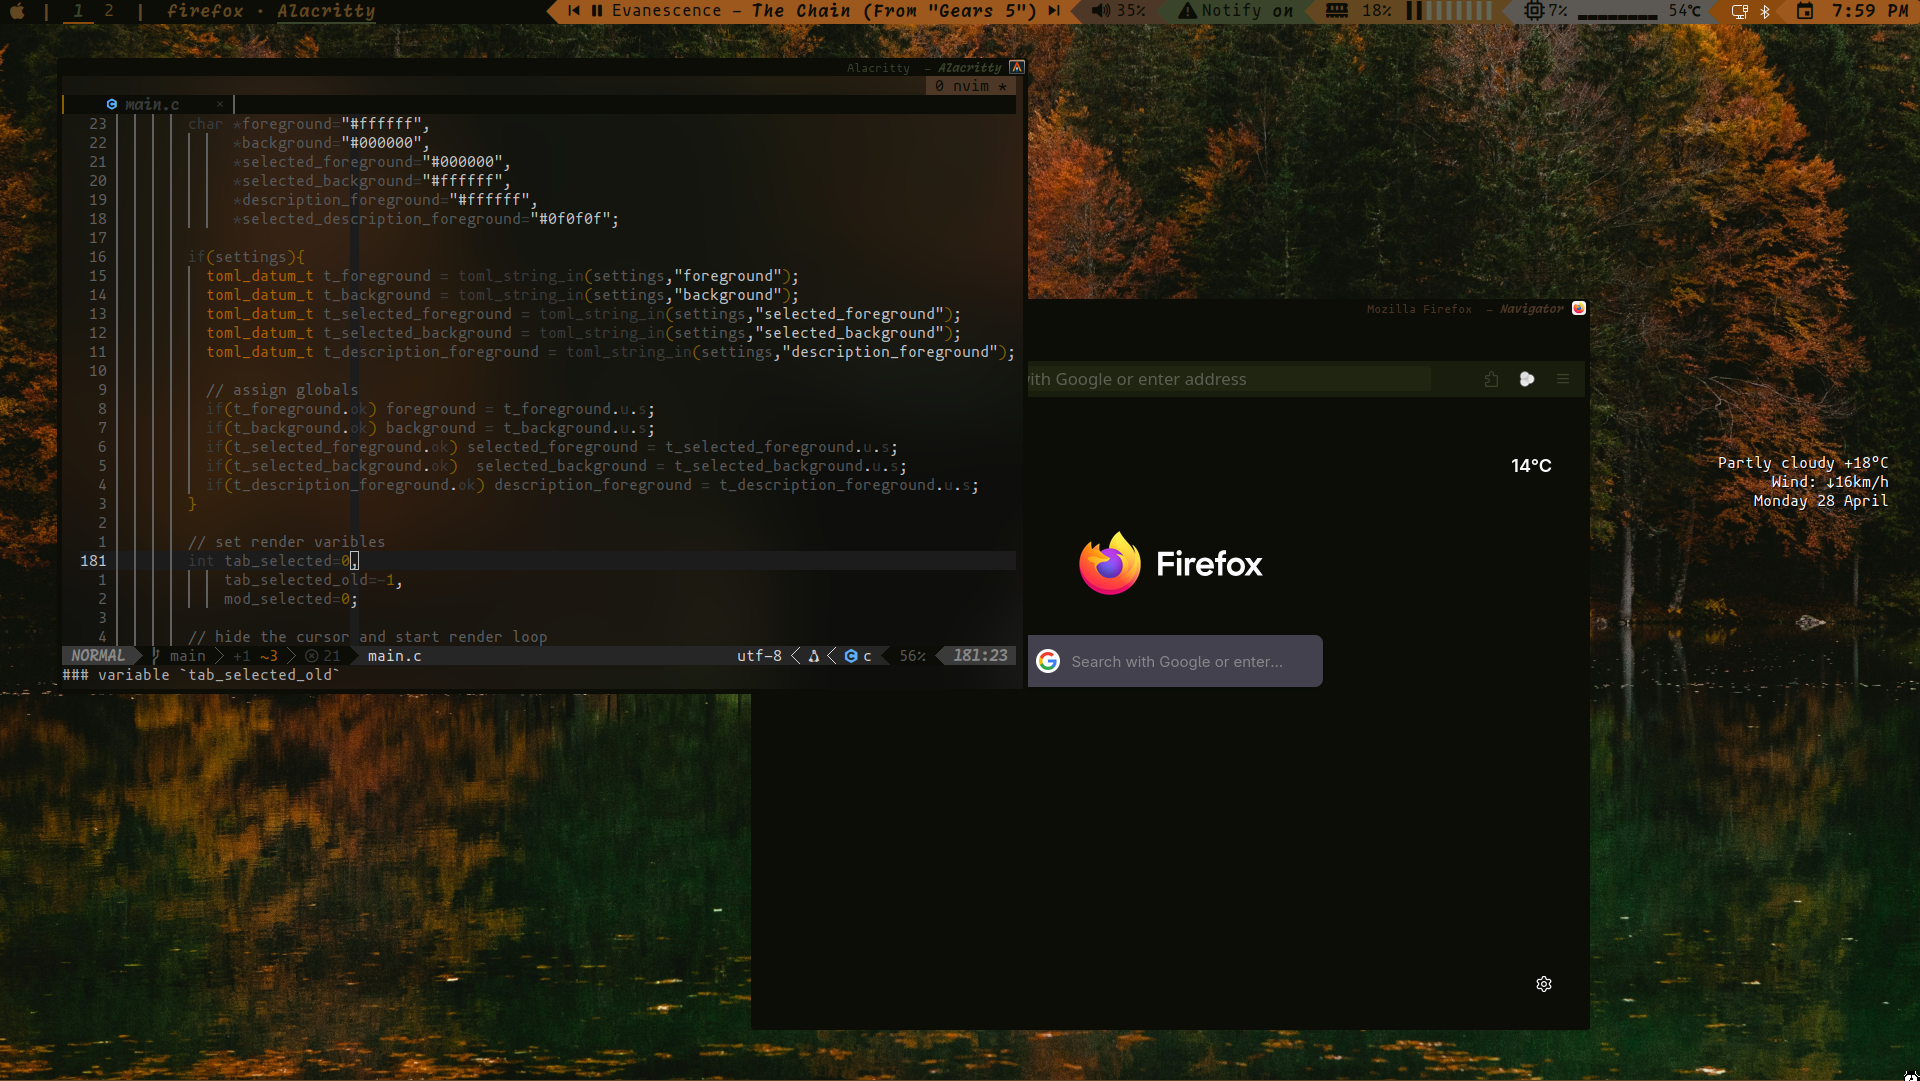 | 1 2 | firefox · Alacritty
Evanescence – The Chain (From "Gears 5")
35%
Notify on
18%
7%
54℃
7:59 PM
Alacritty – Alacritty
0 nvim *
main.c ×
23 char *foreground="#ffffff",
22 *background="#000000",
21 *selected_foreground="#000000",
20 *selected_background="#ffffff",
19 *description_foreground="#ffffff",
18 *selected_description_foreground="#0f0f0f";
17
16 if(settings){
15 toml_datum_t t_foreground = toml_string_in(settings,"foreground");
14 toml_datum_t t_background = toml_string_in(settings,"background");
13 toml_datum_t t_selected_foreground = toml_string_in(settings,"selected_foreground");
12 toml_datum_t t_selected_background = toml_string_in(settings,"selected_background");
11 toml_datum_t t_description_foreground = toml_string_in(settings,"description_foreground");
10
9 // assign globals
8 if(t_foreground.ok) foreground = t_foreground.u.s;
7 if(t_background.ok) background = t_background.u.s;
6 if(t_selected_foreground.ok) selected_foreground = t_selected_foreground.u.s;
5 if(t_selected_background.ok)  selected_background = t_selected_background.u.s;
4 if(t_description_foreground.ok) description_foreground = t_description_foreground.u.s;
3 }
2
1 // set render varibles
181 int tab_selected=0,
1 tab_selected_old=-1,
2 mod_selected=0;
3
4 // hide the cursor and start render loop
NORMAL main +1 ~3 21 main.c utf-8 c 56% 181:23
### variable `tab_selected_old`
Mozilla Firefox – Navigator
with Google or enter address
14°C
Firefox
Search with Google or enter...
Partly cloudy +18°C
Wind: ↓16km/h
Monday 28 April